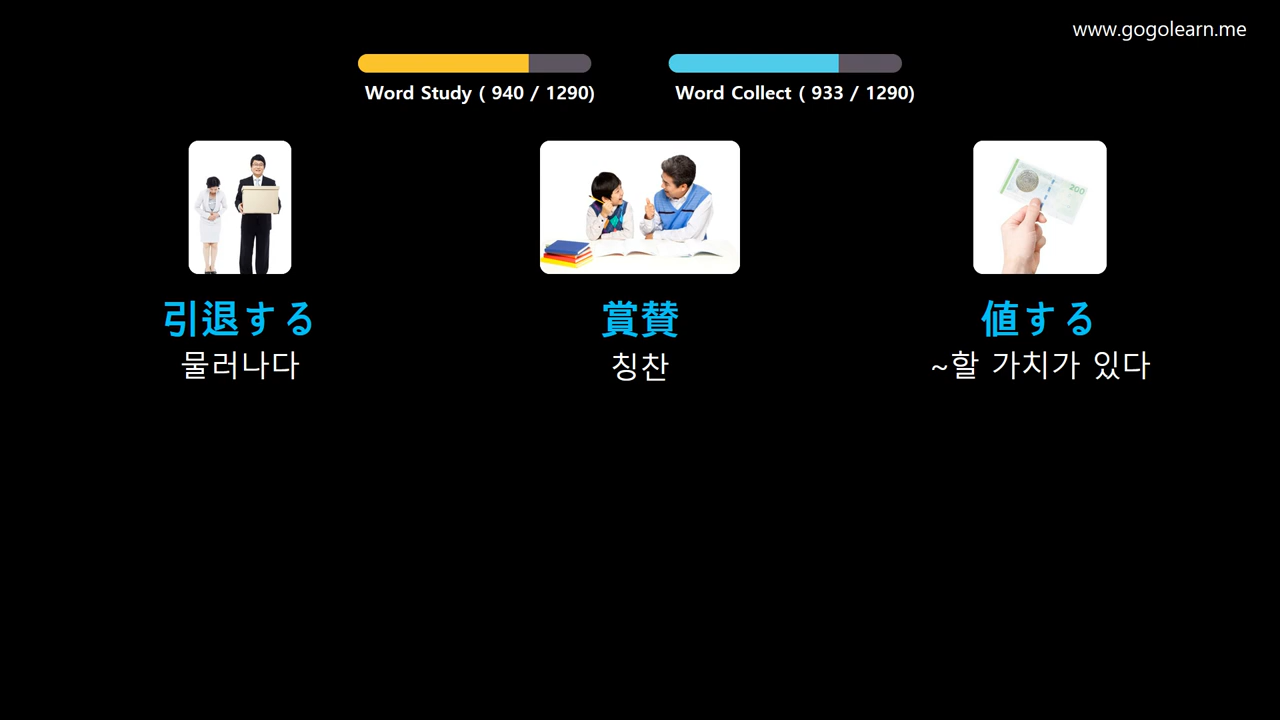 www.gogolearn.me
Word Study ( 940 / 1290)
Word Collect ( 933 / 1290)
200
引退する
賞賛
値する
물러나다
칭찬
~할 가치가 있다